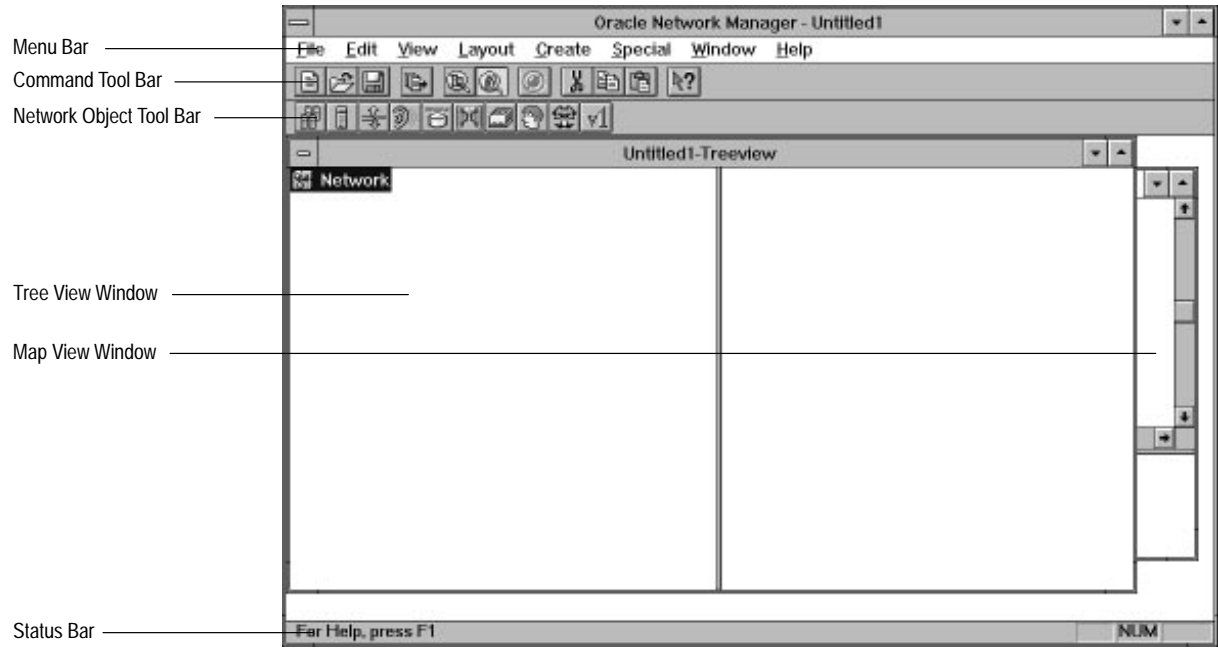 Oracle Network Manager - Untitled1
Menu Bar
File Edit View Layout Create Special Window Help
Command Tool Bar
Network Object Tool Bar
v1
Untitled1-Treeview
Network
Tree View Window
Map View Window
Status Bar
For Help, press F1
NUM